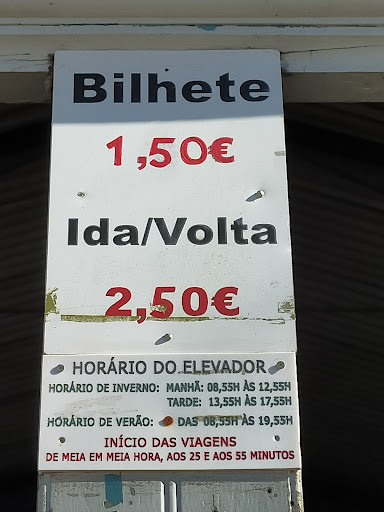 Bilhete
1,50€
Ida/Volta
2,50€
HORÁRIO DO ELEVADOR
HORÁRIO DE INVERNO: MANHÃ: 08,55H ÀS 12,55H
TARDE: 13,55H ÀS 17,55H
HORÁRIO DE VERÃO: DAS 08,55H ÀS 19,55H
INÍCIO DAS VIAGENS
DE MEIA EM MEIA HORA, AOS 25 E AOS 55 MINUTOS